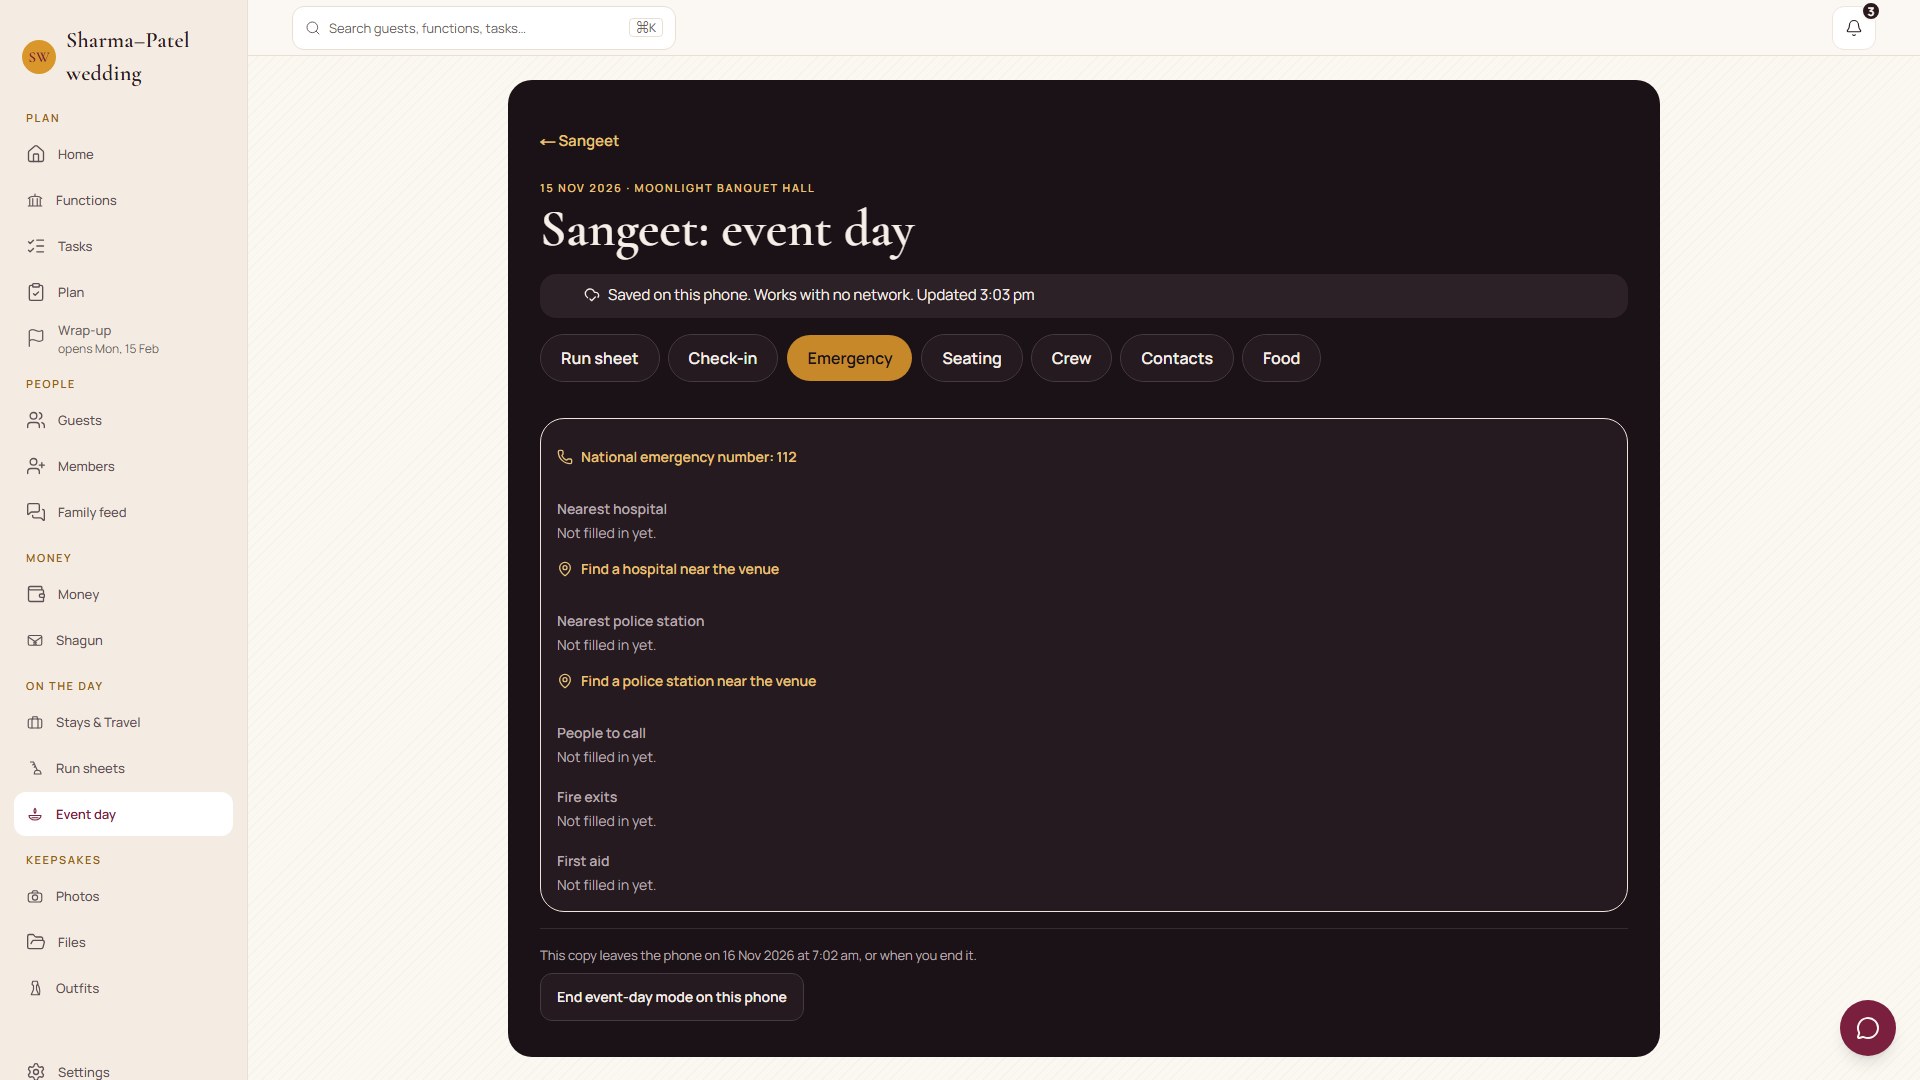 SW
Sharma–Patel
wedding
Search guests, functions, tasks...
⌘K
3
PLAN
Home
Functions
Tasks
Plan
Wrap-up
opens Mon, 15 Feb
PEOPLE
Guests
Members
Family feed
MONEY
Money
Shagun
ON THE DAY
Stays & Travel
Run sheets
Event day
KEEPSAKES
Photos
Files
Outfits
Settings
← Sangeet
15 NOV 2026 · MOONLIGHT BANQUET HALL
Sangeet: event day
Saved on this phone. Works with no network. Updated 3:03 pm
Run sheet
Check-in
Emergency
Seating
Crew
Contacts
Food
National emergency number: 112
Nearest hospital
Not filled in yet.
Find a hospital near the venue
Nearest police station
Not filled in yet.
Find a police station near the venue
People to call
Not filled in yet.
Fire exits
Not filled in yet.
First aid
Not filled in yet.
This copy leaves the phone on 16 Nov 2026 at 7:02 am, or when you end it.
End event-day mode on this phone